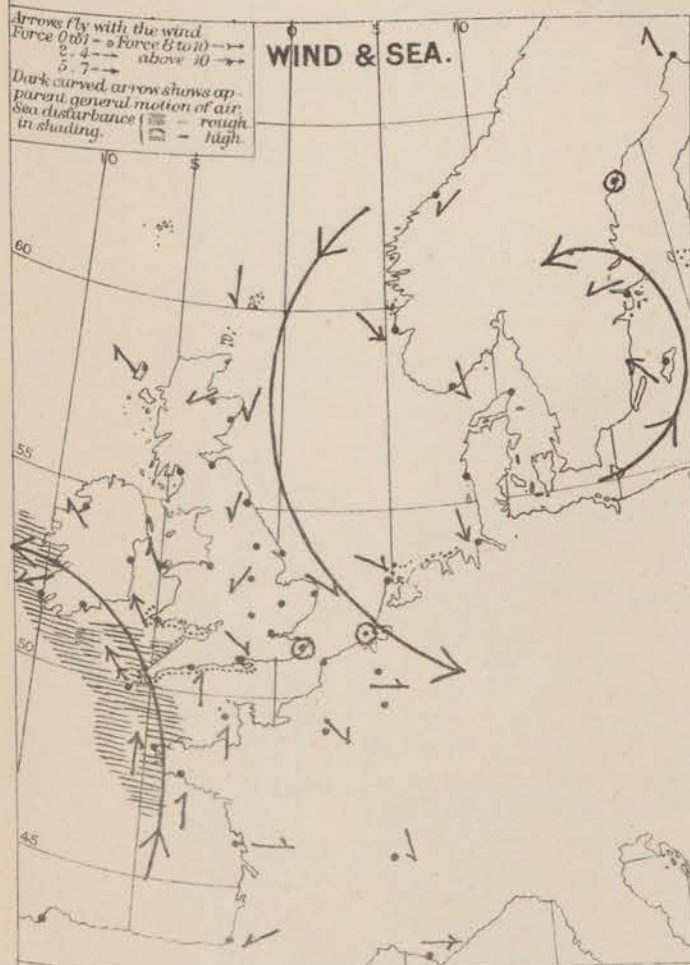 Arrows fly with the wind
Force 0 to 1 – Force 8 to 10 –
2 . 4 – above 10 –
5 . 7 –
Dark curved arrow shows ap-
parent general motion of air.
Sea disturbance – rough
in shading. – high
WIND & SEA.
0 5 10
10 5
60
55
50
45